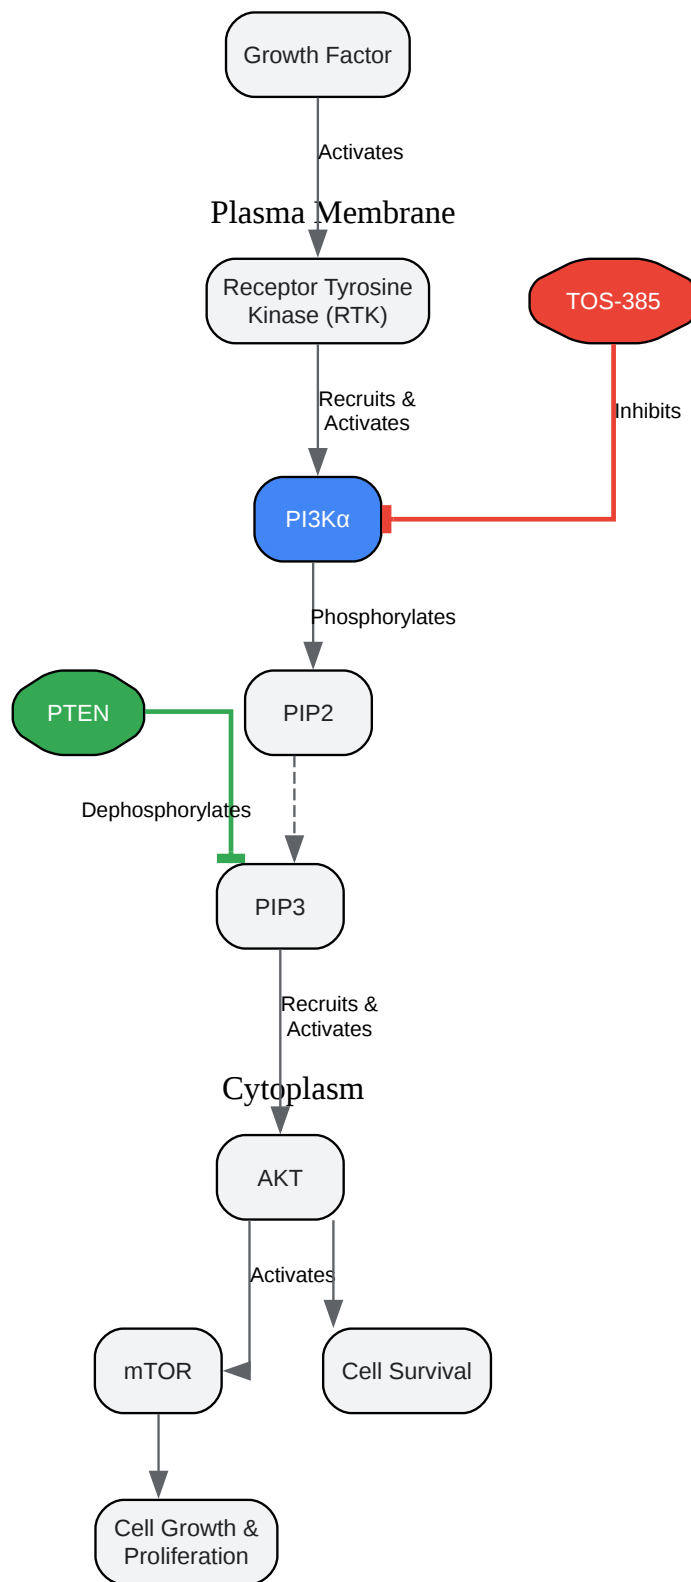 Growth Factor
Activates
Plasma Membrane
Receptor Tyrosine
Kinase (RTK)
TOS-385
Recruits &
Activates
Inhibits
PI3Kα
Phosphorylates
PTEN
PIP2
Dephosphorylates
PIP3
Recruits &
Activates
Cytoplasm
AKT
Activates
mTOR
Cell Survival
Cell Growth &
Proliferation